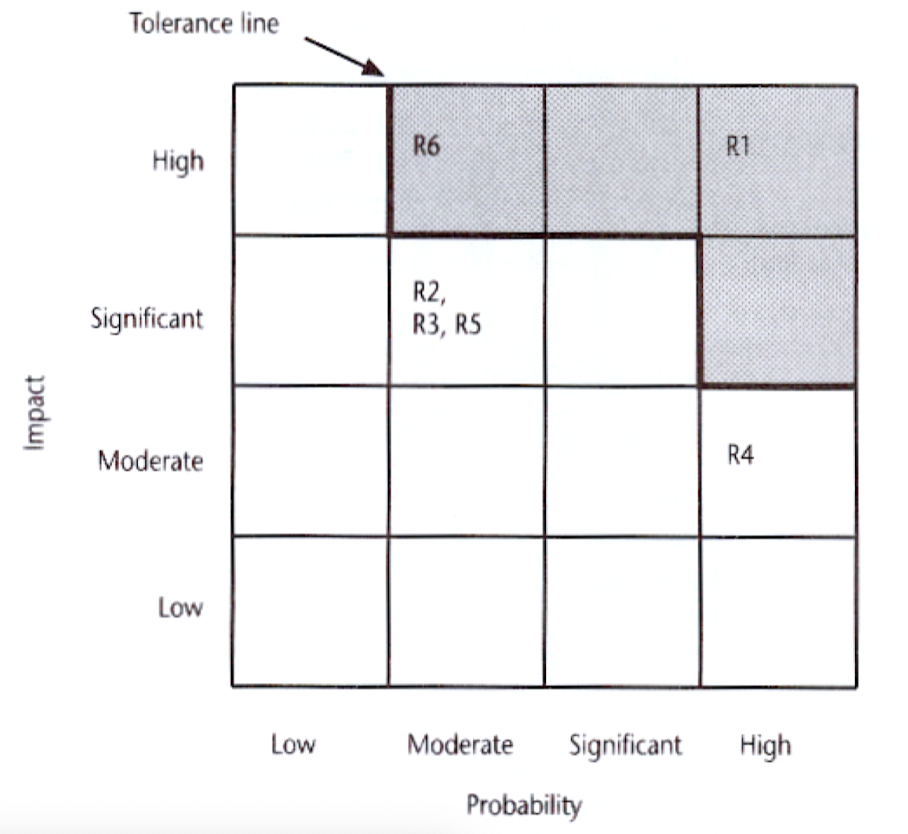 Tolerance line
High
R6
R1
Significant
R2,
R3, R5
Impact
Moderate
R4
Low
Low
Moderate
Significant
High
Probability